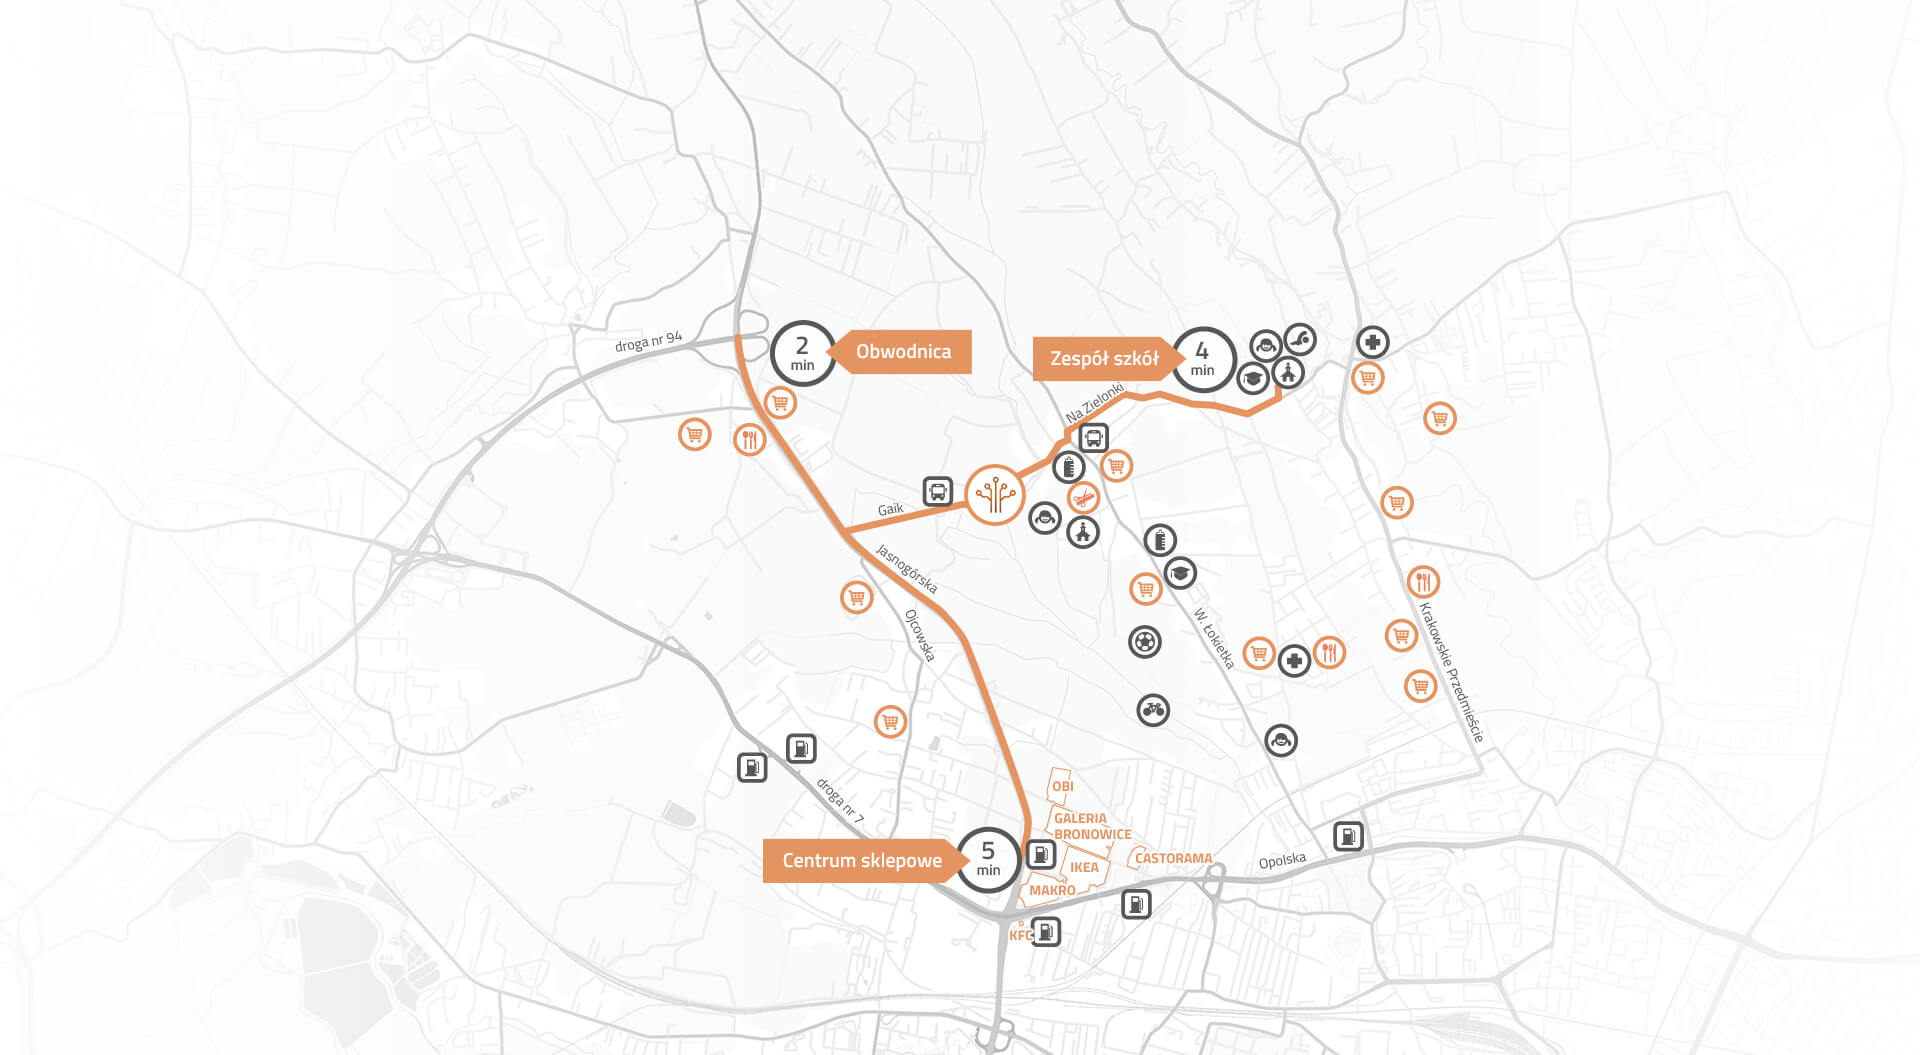 droga nr 94
2
min
Obwodnica
Zespół szkół
4
min
Na Zielonki
Gaik
Jasnogórska
Ojcowska
W. Łokietka
Krakowskie Przedmieście
droga nr 7
OBI
GALERIA
BRONOWICE
Centrum sklepowe
5
min
IKEA
CASTORAMA
Opolska
MAKRO
KFC